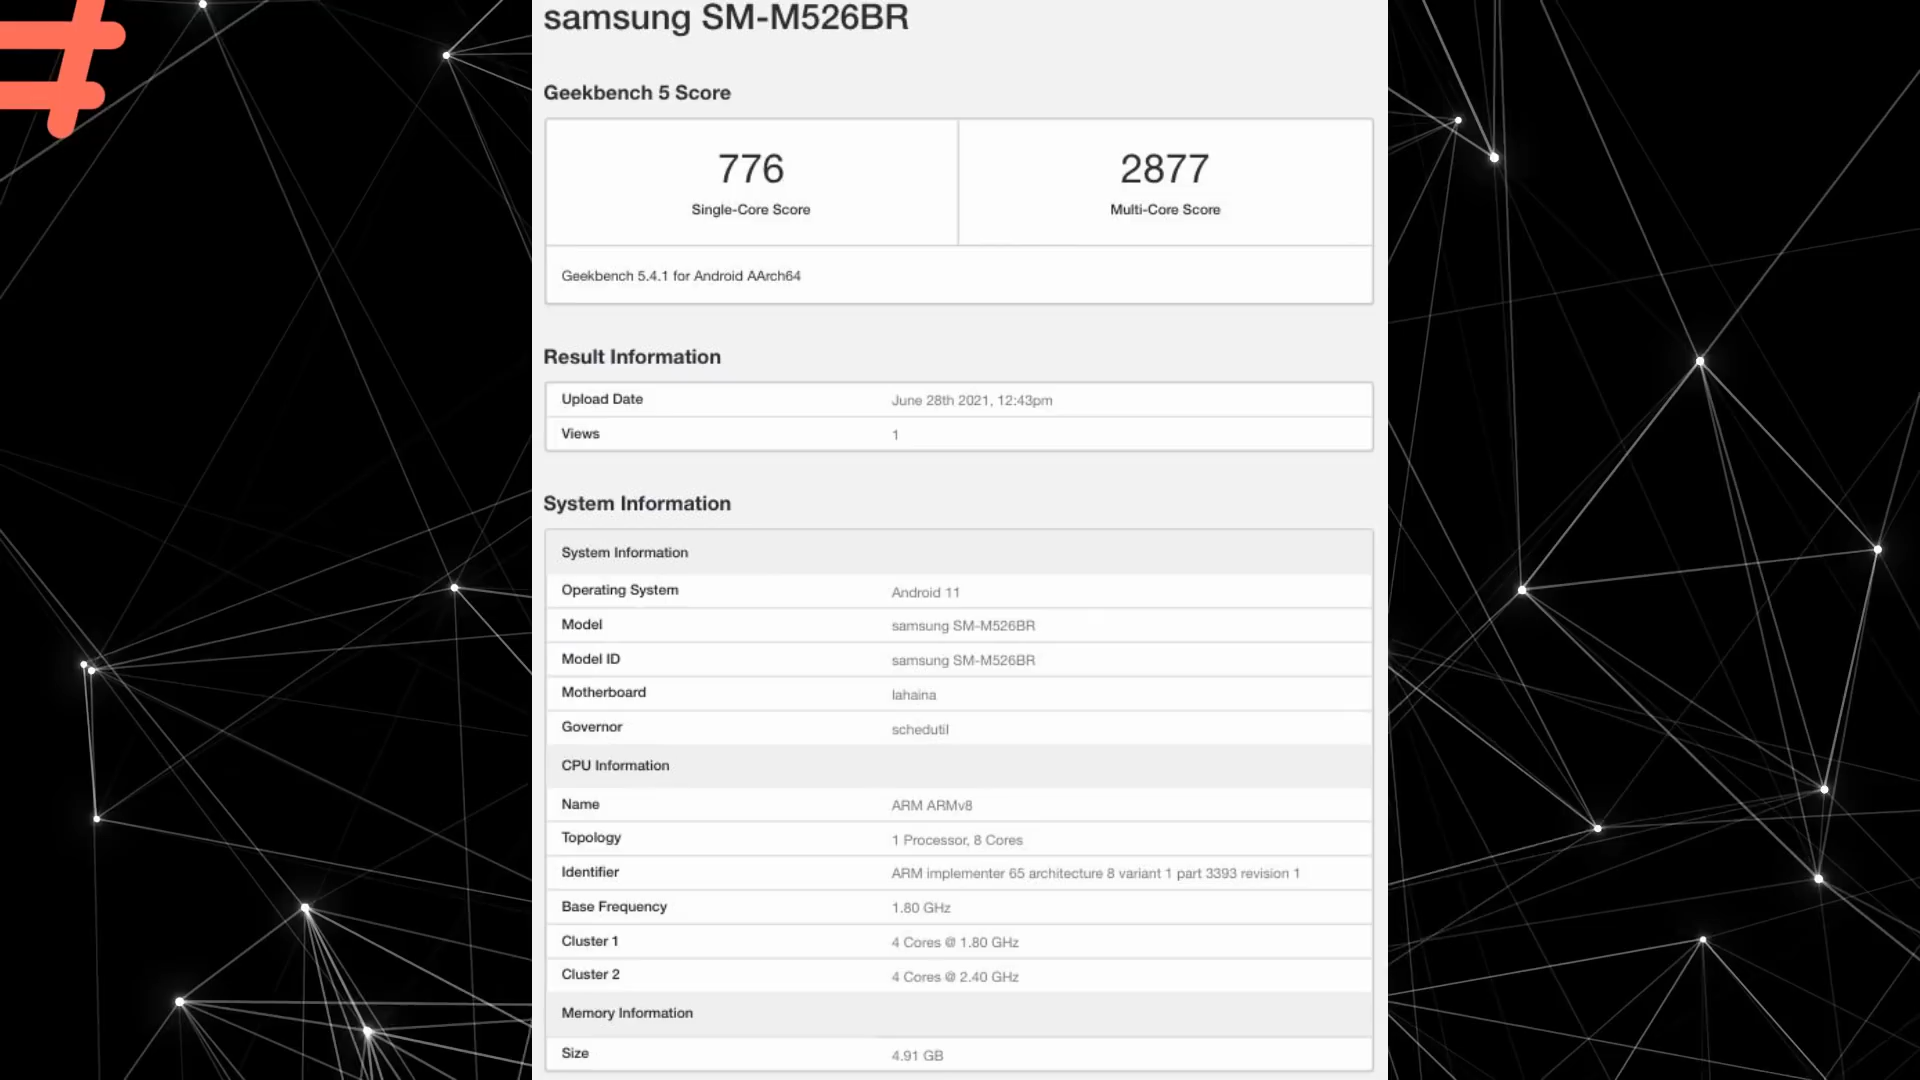 #
samsung SM-M526BR
Geekbench 5 Score
776
Single-Core Score
2877
Multi-Core Score
Geekbench 5.4.1 for Android AArch64
Result Information
Upload Date June 28th 2021, 12:43pm
Views 1
System Information
System Information
Operating System Android 11
Model samsung SM-M526BR
Model ID samsung SM-M526BR
Motherboard lahaina
Governor schedutil
CPU Information
Name ARM ARMv8
Topology 1 Processor, 8 Cores
Identifier ARM implementer 65 architecture 8 variant 1 part 3393 revision 1
Base Frequency 1.80 GHz
Cluster 1 4 Cores @ 1.80 GHz
Cluster 2 4 Cores @ 2.40 GHz
Memory Information
Size 4.91 GB